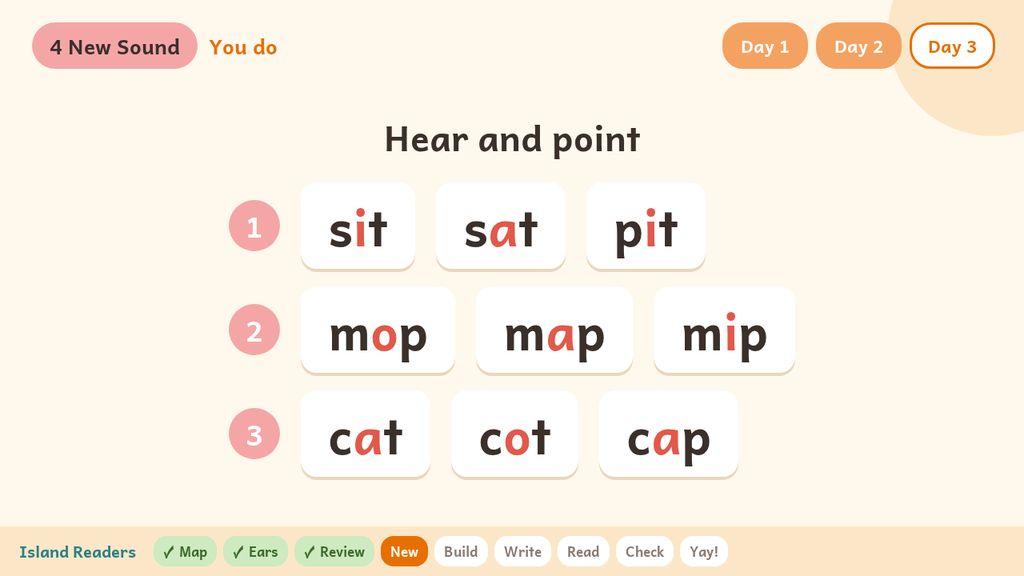 4 New Sound You do Day 1 Day 2 Day 3
Hear and point
1 sit sat pit
2 mop map mip
3 cat cot cap
Island Readers ✓ Map ✓ Ears ✓ Review New Build Write Read Check Yay!